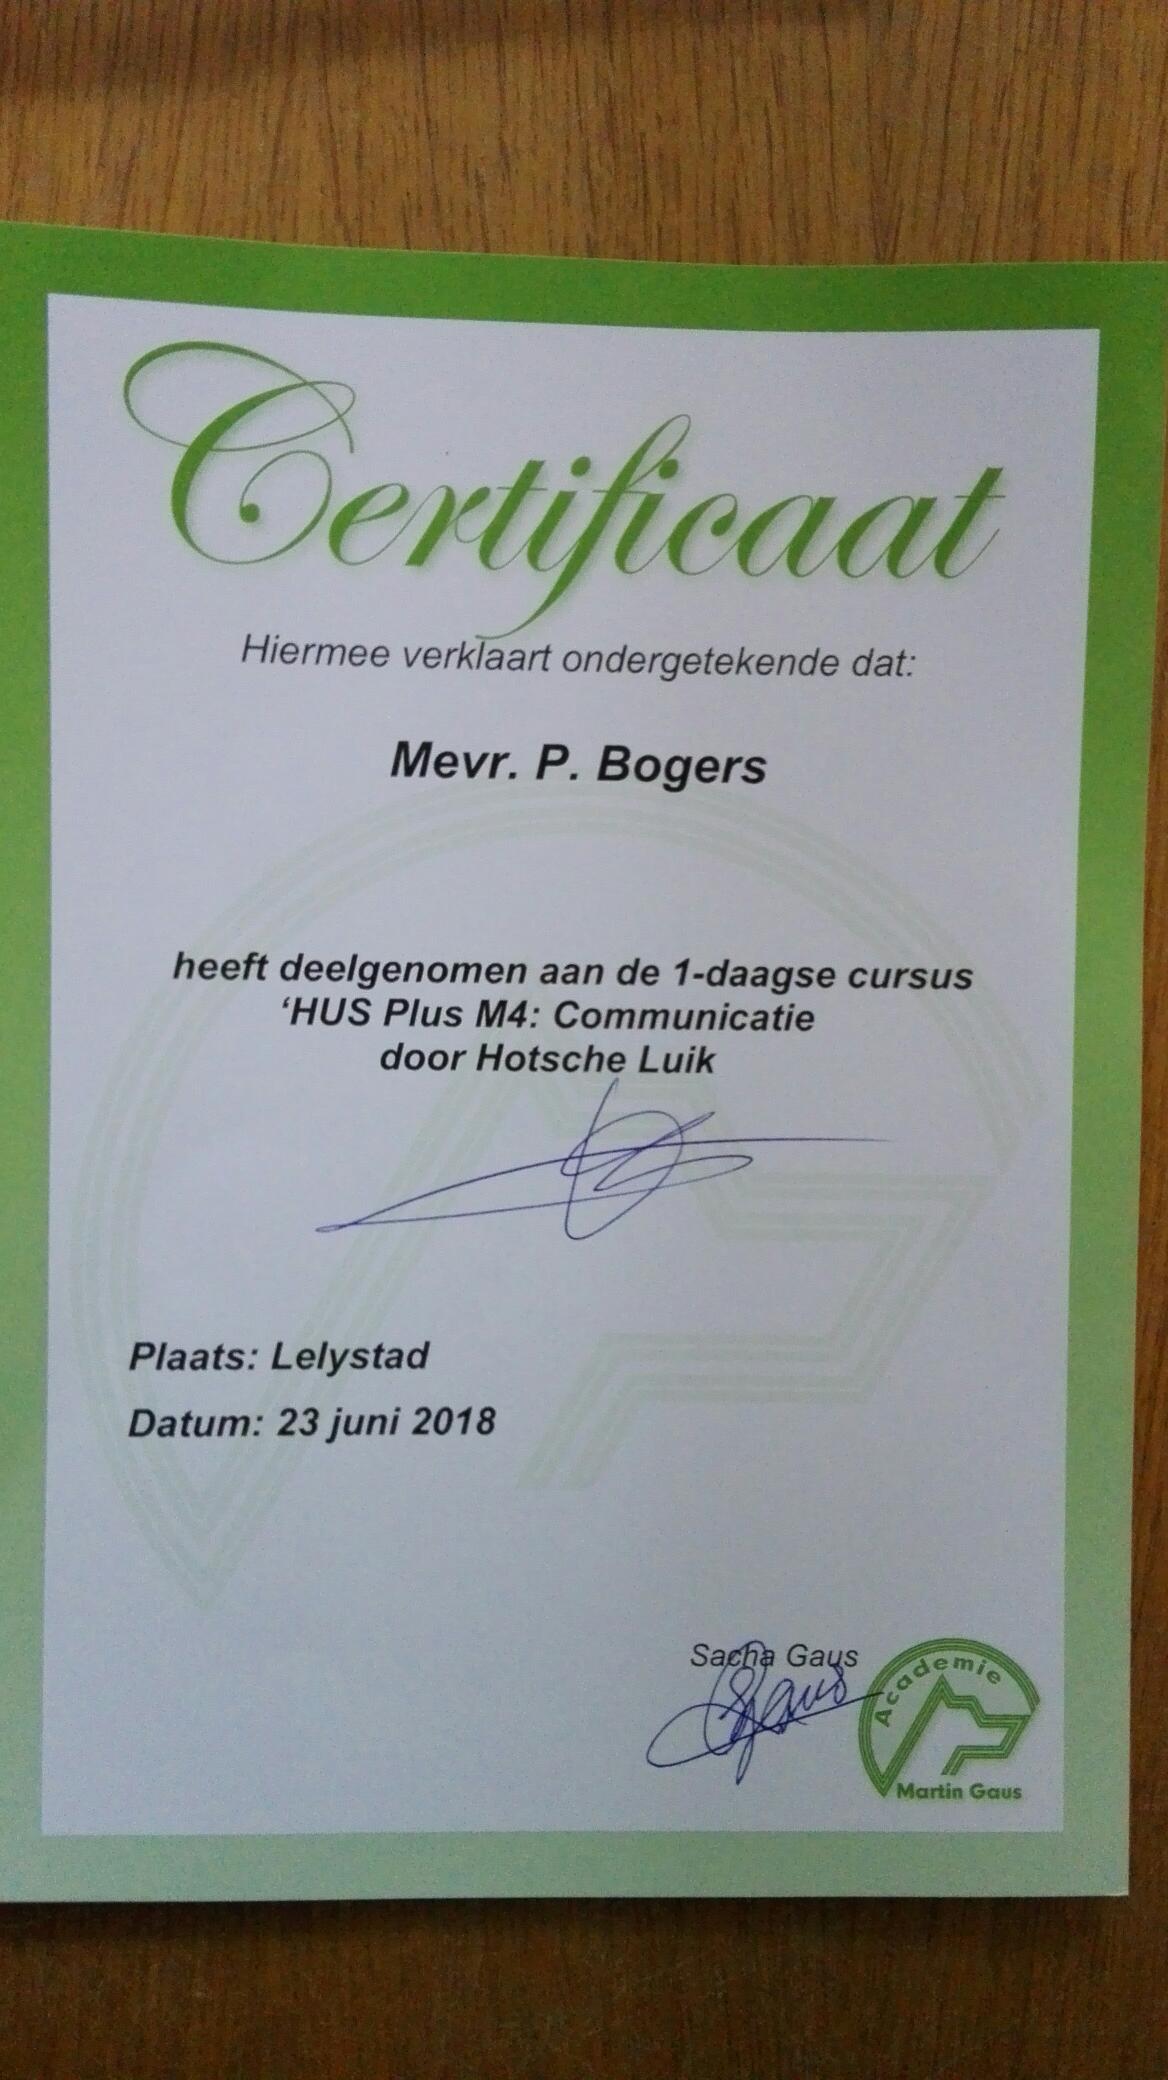 Certificaat
Hiermee verklaart ondergetekende dat:
Mevr. P. Bogers
heeft deelgenomen aan de 1-daagse cursus
‘HUS Plus M4: Communicatie
door Hotsche Luik
Plaats: Lelystad
Datum: 23 juni 2018
Sacha Gaus
SGaus
Academie
Martin Gaus